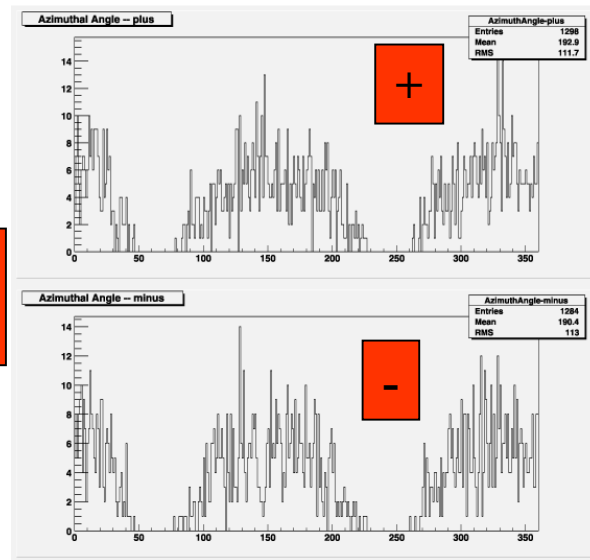 Azimuthal Angle -- plus
AzimuthAngle-plus
Entries 1298
Mean 192.9
RMS 111.7
+
14
12
10
8
6
4
2
0
0 50 100 150 200 250 300 350
Azimuthal Angle -- minus
AzimuthAngle-minus
Entries 1284
Mean 190.4
RMS 113
-
14
12
10
8
6
4
2
0
0 50 100 150 200 250 300 350